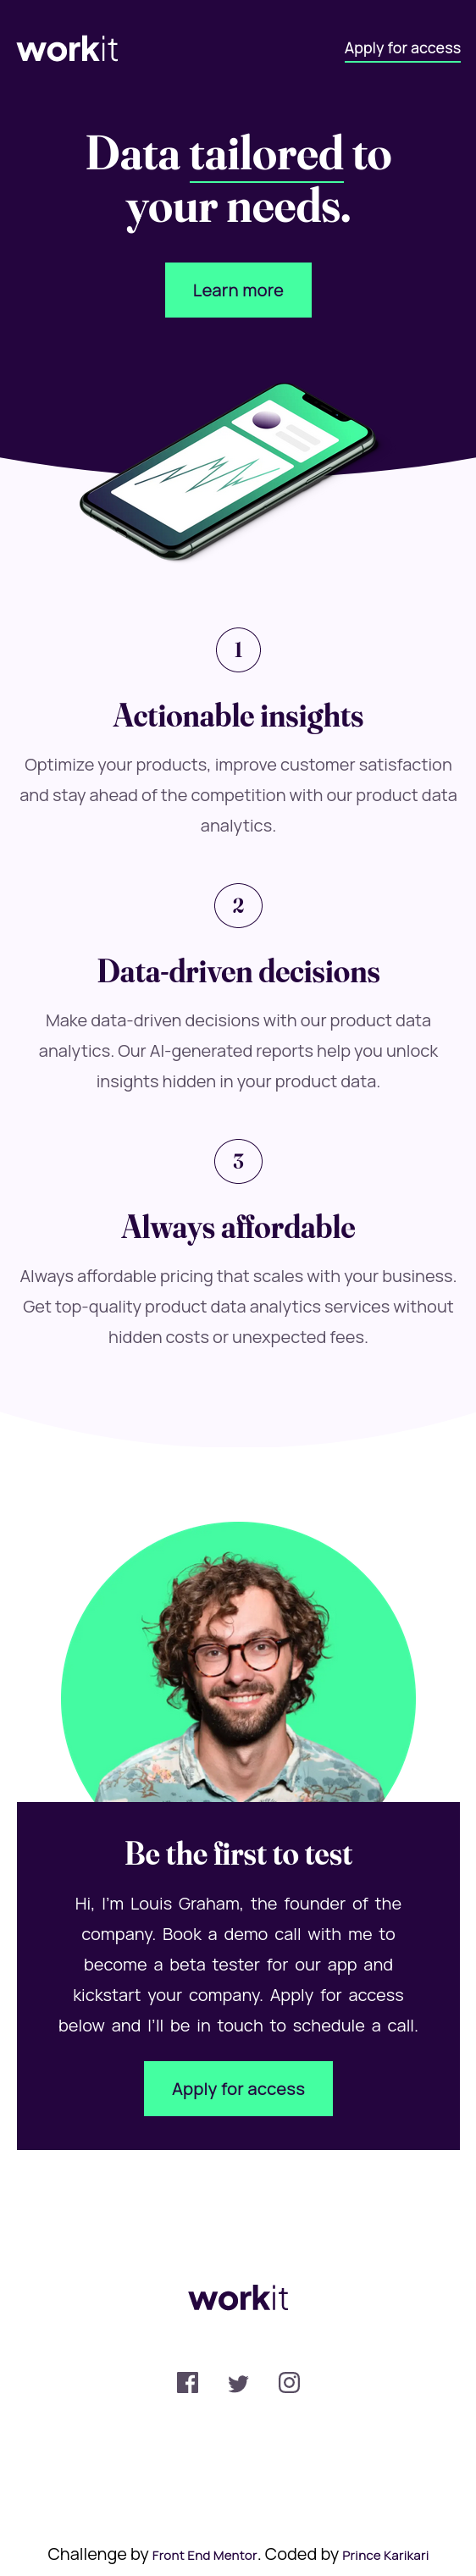 workit
Apply for access
Data tailored to
your needs.
Learn more
1
Actionable insights
Optimize your products, improve customer satisfaction
and stay ahead of the competition with our product data
analytics.
2
Data-driven decisions
Make data-driven decisions with our product data
analytics. Our AI-generated reports help you unlock
insights hidden in your product data.
3
Always affordable
Always affordable pricing that scales with your business.
Get top-quality product data analytics services without
hidden costs or unexpected fees.
Be the first to test
Hi, I'm Louis Graham, the founder of the
company. Book a demo call with me to
become a beta tester for our app and
kickstart your company. Apply for access
below and I'll be in touch to schedule a call.
Apply for access
workit
Challenge by Front End Mentor. Coded by Prince Karikari